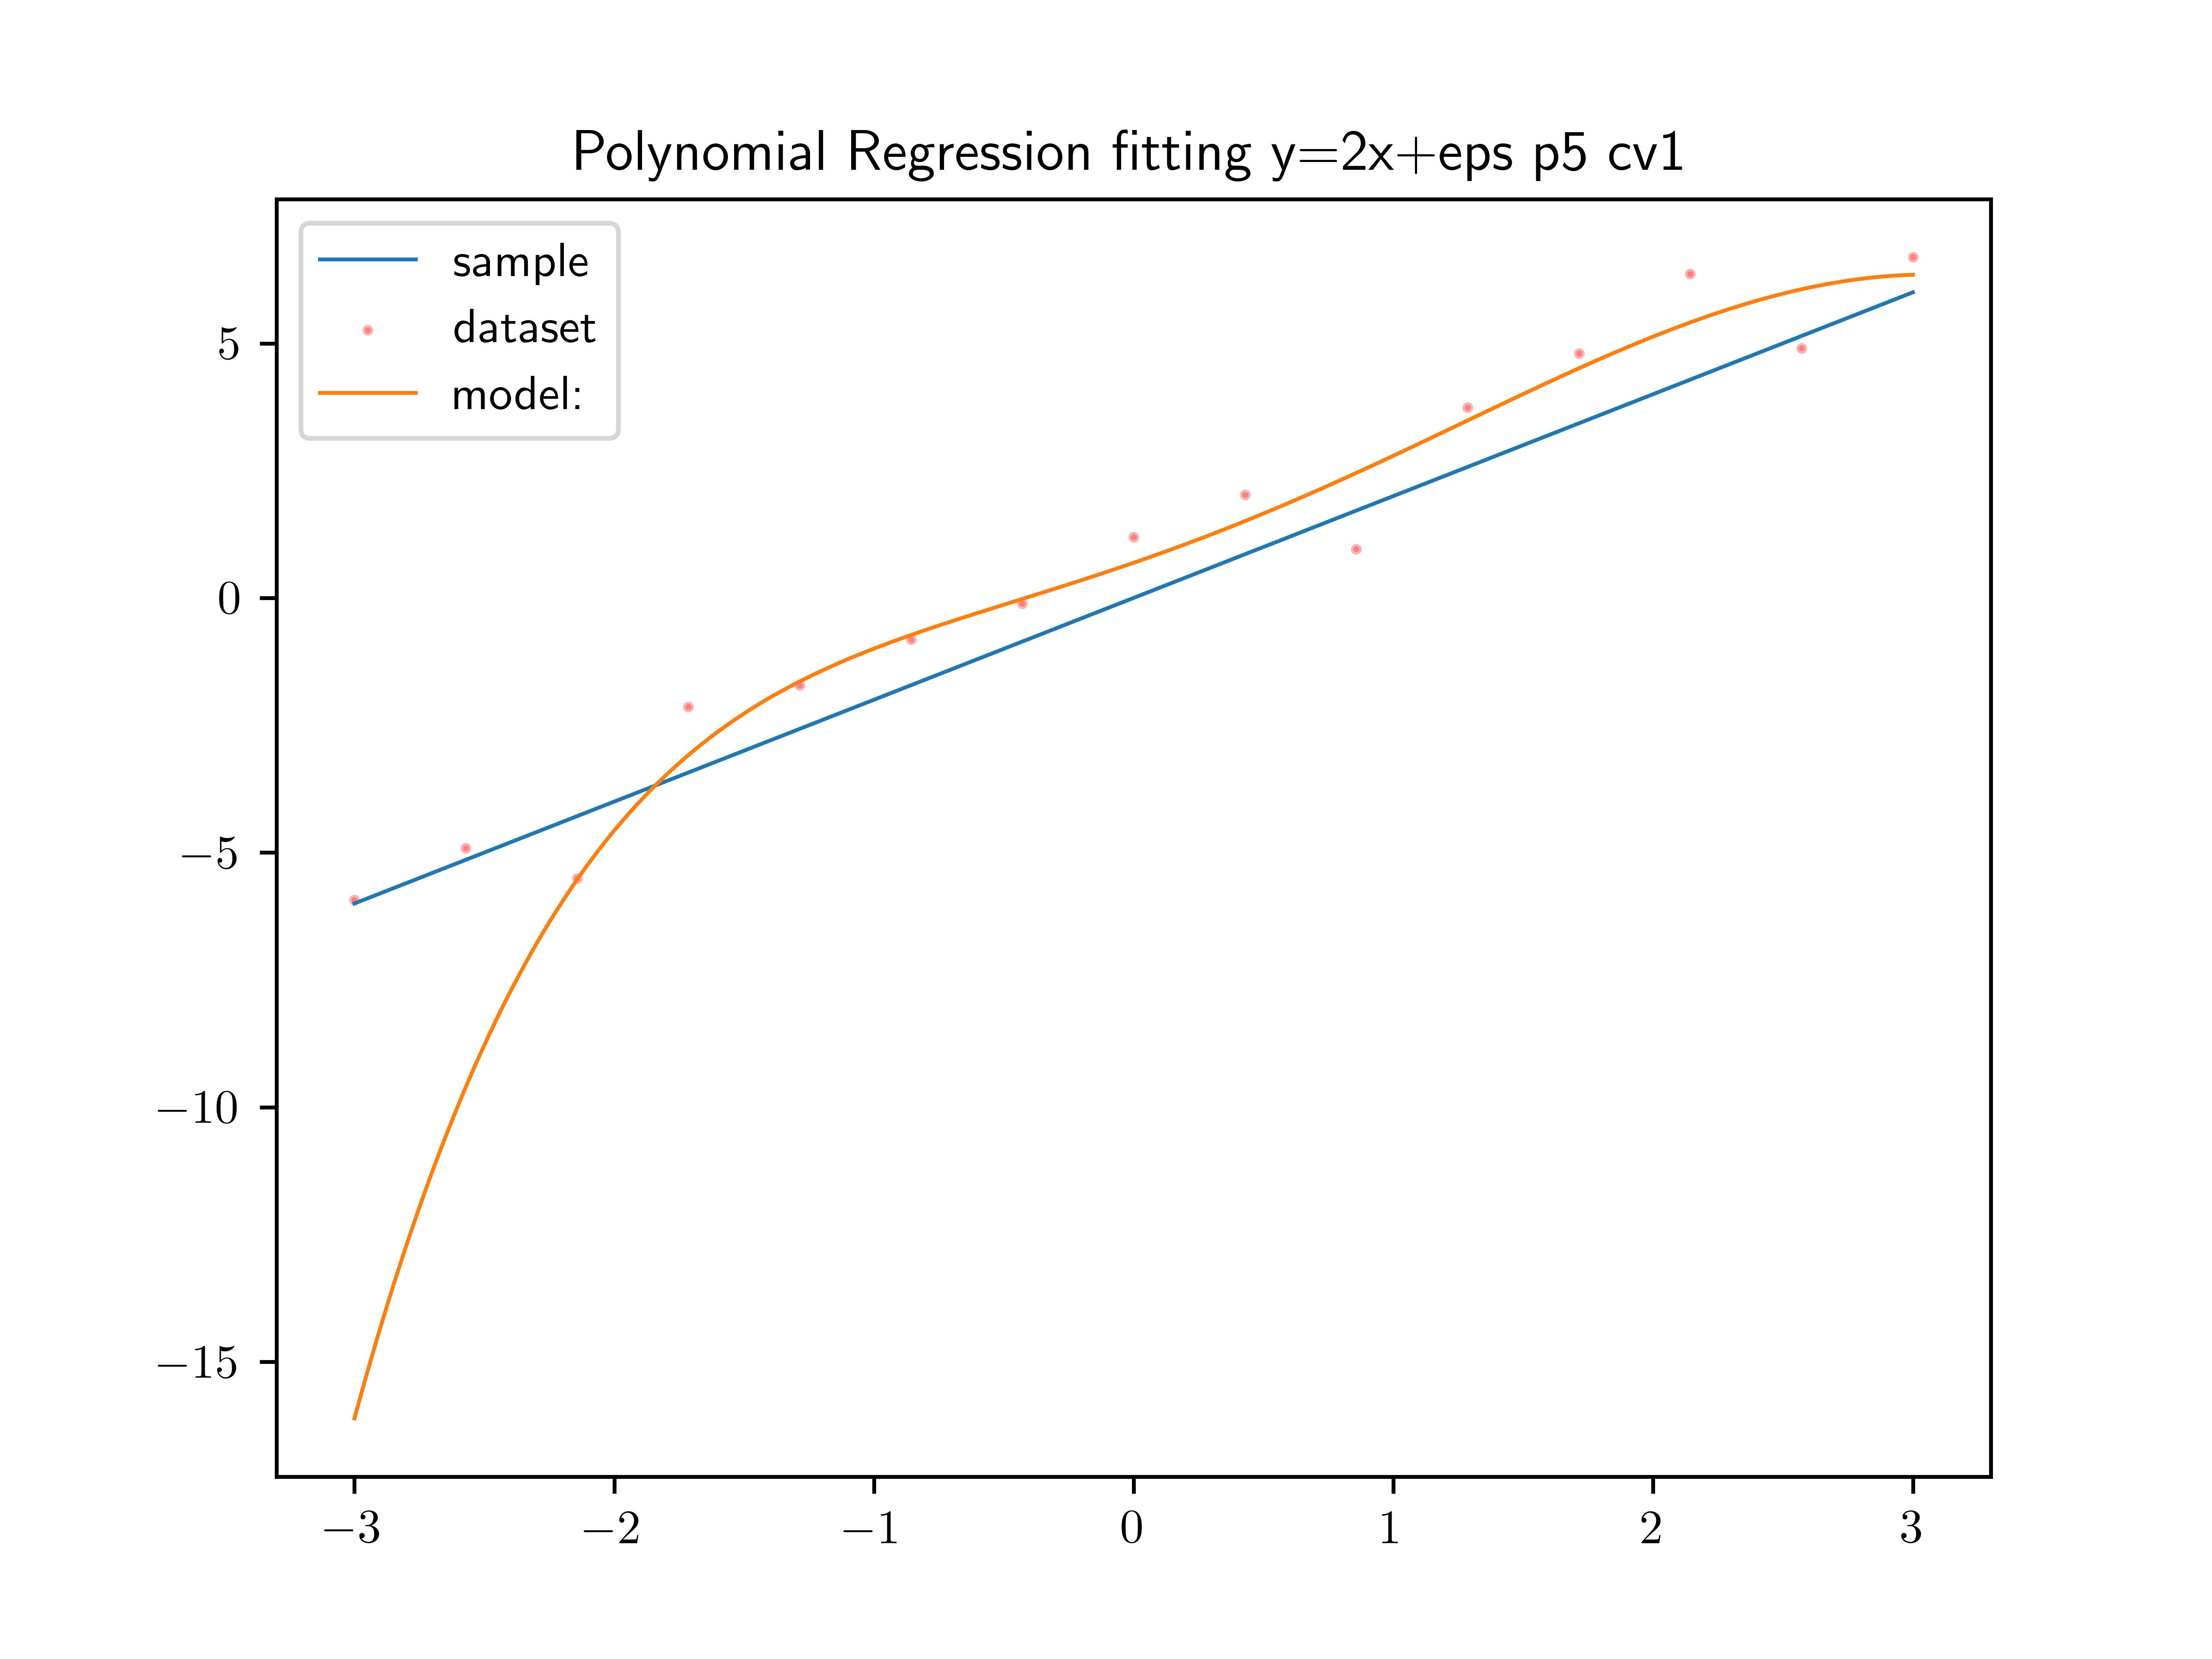 Polynomial Regression fitting y=2x+eps p5 cv1
sample
dataset
model:
5
0
−5
−10
−15
−3 −2 −1 0 1 2 3